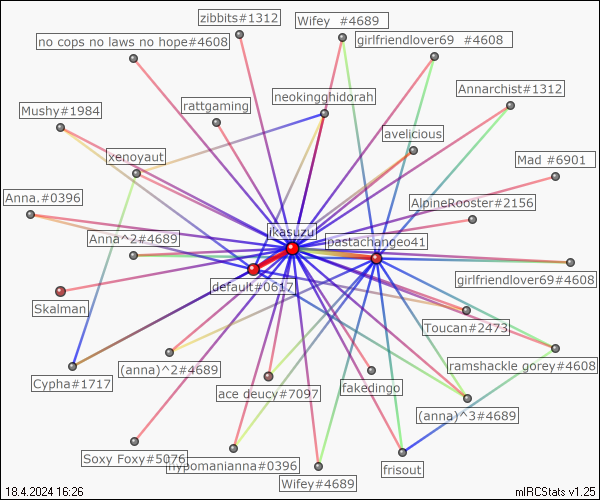 zibbits#1312
Wifey  #4689
no cops no laws no hope#4608
girlfriendlover69  #4608
Annarchist#1312
neokingghidorah
rattgaming
Mushy#1984
avelicious
xenoyaut
Mad  #6901
Anna.#0396
AlpineRooster#2156
ikasuzu
Anna^2#4689
pastachangeo41
girlfriendlover69#4608
default#0617
Skalman
Toucan#2473
ramshackle gorey#4608
(anna)^2#4689
Cypha#1717
fakedingo
ace deucy#7097
(anna)^3#4689
Soxy Foxy#5076
hypomanianna#0396
frisout
Wifey#4689
18.4.2024 16:26
mIRCStats v1.25